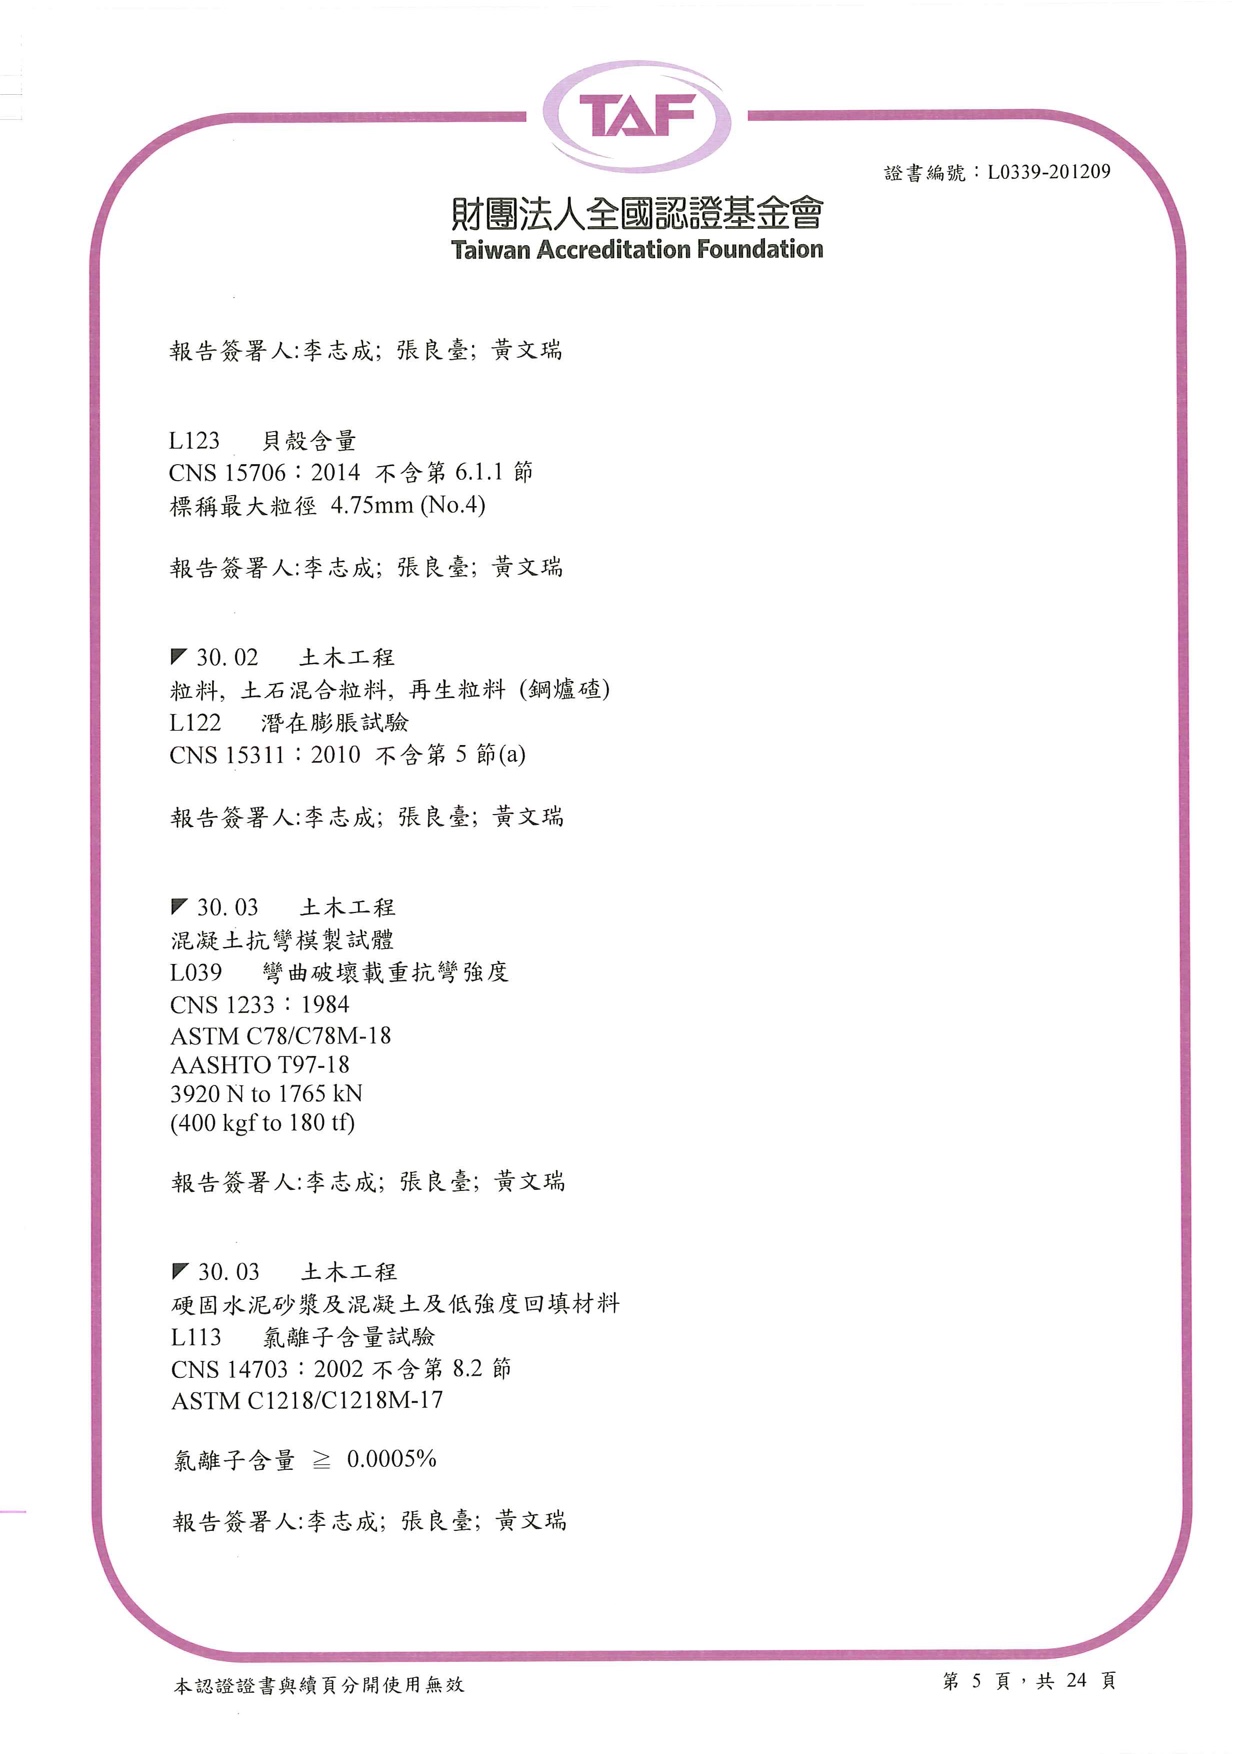 TAF
證書編號：L0339-201209
財團法人全國認證基金會
Taiwan Accreditation Foundation
報告簽署人:李志成; 張良臺; 黃文瑞
L123 貝殼含量
CNS 15706：2014 不含第 6.1.1 節
標稱最大粒徑 4.75mm (No.4)
報告簽署人:李志成; 張良臺; 黃文瑞
30.02 土木工程
粒料, 土石混合粒料, 再生粒料 (鋼爐碴)
L122 潛在膨脹試驗
CNS 15311：2010 不含第 5 節(a)
報告簽署人:李志成; 張良臺; 黃文瑞
30.03 土木工程
混凝土抗彎模製試體
L039 彎曲破壞載重抗彎強度
CNS 1233：1984
ASTM C78/C78M-18
AASHTO T97-18
3920 N to 1765 kN
(400 kgf to 180 tf)
報告簽署人:李志成; 張良臺; 黃文瑞
30.03 土木工程
硬固水泥砂漿及混凝土及低強度回填材料
L113 氯離子含量試驗
CNS 14703：2002 不含第 8.2 節
ASTM C1218/C1218M-17
氯離子含量 ≧ 0.0005%
報告簽署人:李志成; 張良臺; 黃文瑞
本認證證書與續頁分開使用無效
第 5 頁，共 24 頁